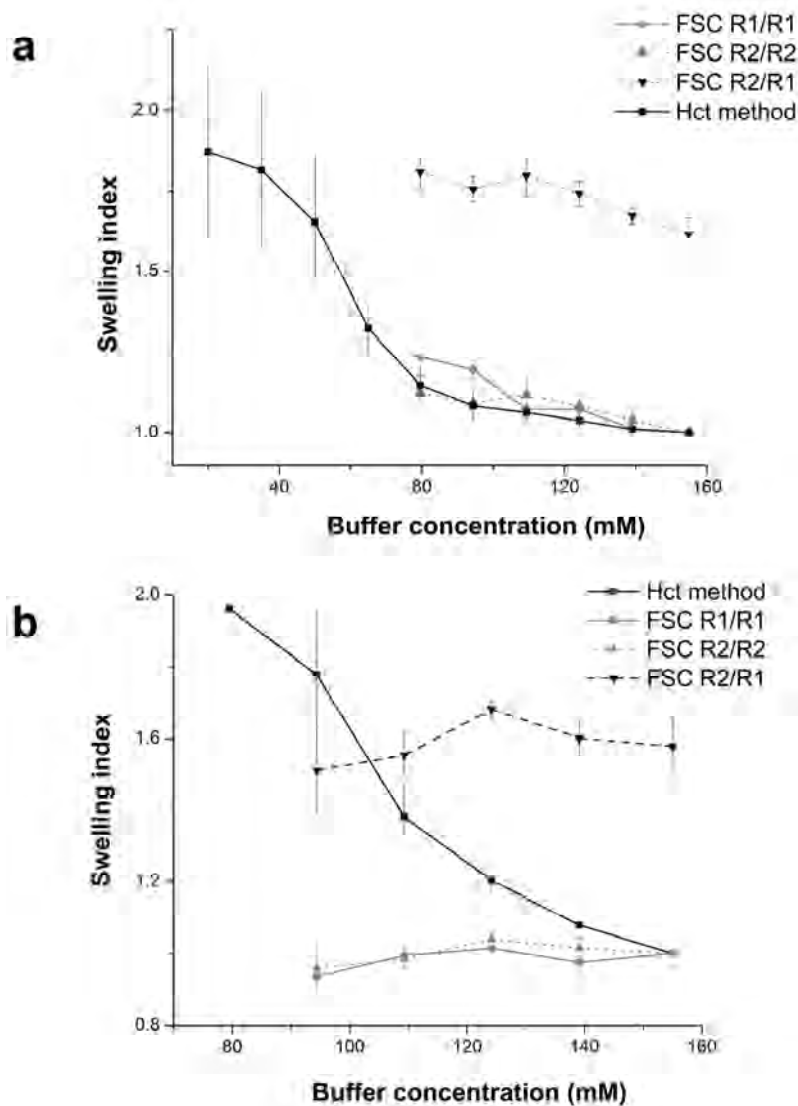 a
FSC R1/R1
FSC R2/R2
FSC R2/R1
Hct method
2.0
1.5
1.0
Swelling index
40
80
120
160
Buffer concentration (mM)
b
Hct method
FSC R1/R1
FSC R2/R2
FSC R2/R1
2.0
1.6
1.2
0.8
Swelling index
80
100
120
140
160
Buffer concentration (mM)